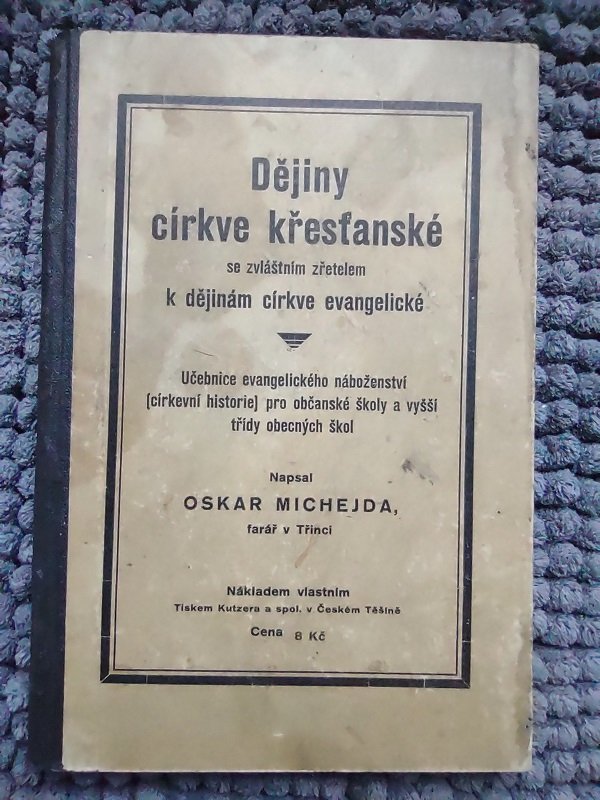 Dějiny
církve křesťanské
se zvláštním zřetelem
k dějinám církve evangelické
Učebnice evangelického náboženství
(církevní historie) pro občanské školy a vyšší
třídy obecných škol
Napsal
OSKAR MICHEJDA,
farář v Třinci
Nákladem vlastním
Tiskem Kutzera a spol. v Českém Těšíně
Cena 8 Kč